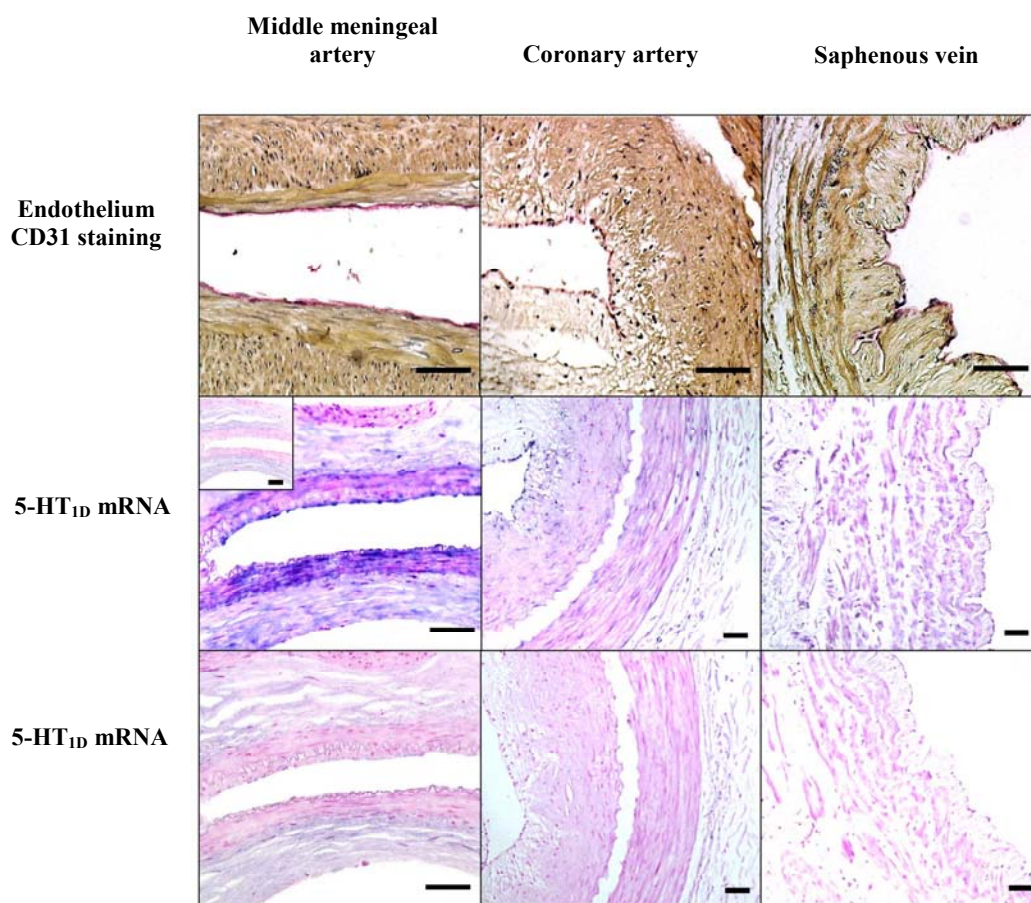 Middle meningeal
artery
Coronary artery
Saphenous vein
Endothelium
CD31 staining
5-HT1D mRNA
5-HT1D mRNA